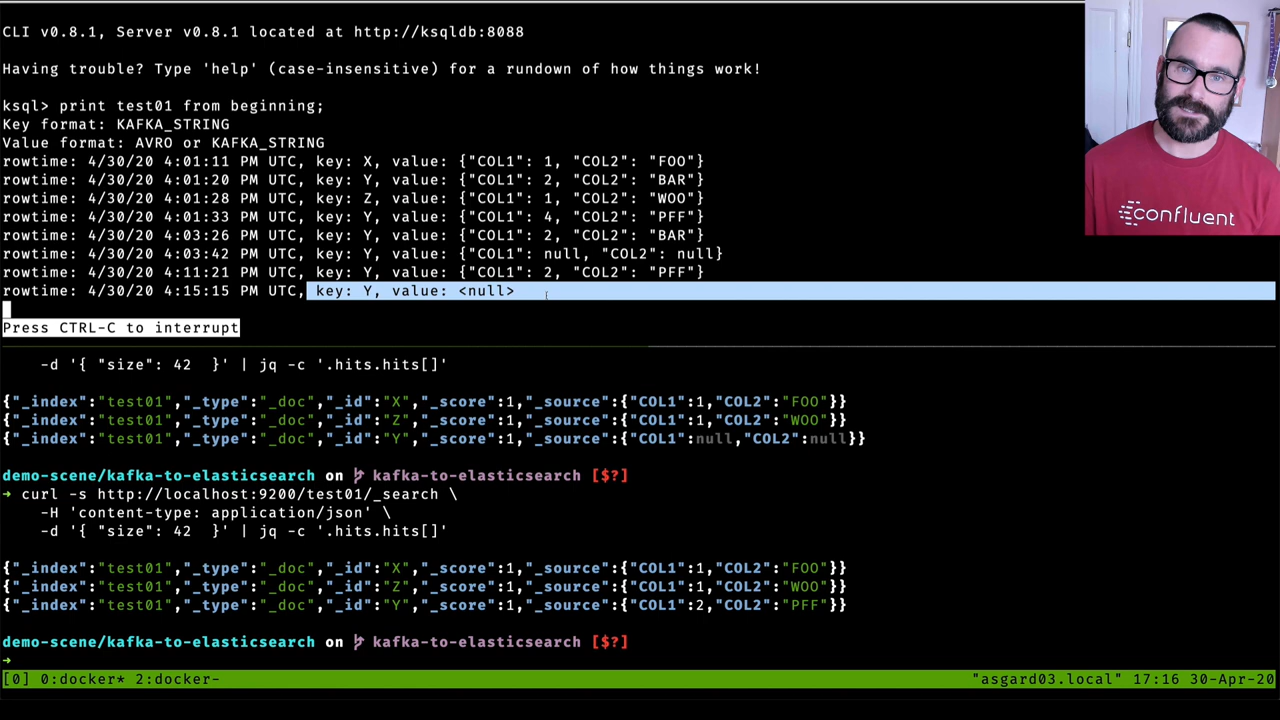 CLI v0.8.1, Server v0.8.1 located at http://ksqldb:8088
Having trouble? Type 'help' (case-insensitive) for a rundown of how things work!
ksql> print test01 from beginning;
Key format: KAFKA_STRING
Value format: AVRO or KAFKA_STRING
rowtime: 4/30/20 4:01:11 PM UTC, key: X, value: {"COL1": 1, "COL2": "FOO"}
rowtime: 4/30/20 4:01:20 PM UTC, key: Y, value: {"COL1": 2, "COL2": "BAR"}
rowtime: 4/30/20 4:01:28 PM UTC, key: Z, value: {"COL1": 1, "COL2": "WOO"}
rowtime: 4/30/20 4:01:33 PM UTC, key: Y, value: {"COL1": 4, "COL2": "PFF"}
rowtime: 4/30/20 4:03:26 PM UTC, key: Y, value: {"COL1": 2, "COL2": "BAR"}
rowtime: 4/30/20 4:03:42 PM UTC, key: Y, value: {"COL1": null, "COL2": null}
rowtime: 4/30/20 4:11:21 PM UTC, key: Y, value: {"COL1": 2, "COL2": "PFF"}
rowtime: 4/30/20 4:15:15 PM UTC, key: Y, value: <null>
Press CTRL-C to interrupt
-d '{ "size": 42  }' | jq -c '.hits.hits[]'
{"_index":"test01","_type":"_doc","_id":"X","_score":1,"_source":{"COL1":1,"COL2":"FOO"}}
{"_index":"test01","_type":"_doc","_id":"Z","_score":1,"_source":{"COL1":1,"COL2":"WOO"}}
{"_index":"test01","_type":"_doc","_id":"Y","_score":1,"_source":{"COL1":null,"COL2":null}}
demo-scene/kafka-to-elasticsearch on kafka-to-elasticsearch [$?]
➜ curl -s http://localhost:9200/test01/_search \
-H 'content-type: application/json' \
-d '{ "size": 42  }' | jq -c '.hits.hits[]'
{"_index":"test01","_type":"_doc","_id":"X","_score":1,"_source":{"COL1":1,"COL2":"FOO"}}
{"_index":"test01","_type":"_doc","_id":"Z","_score":1,"_source":{"COL1":1,"COL2":"WOO"}}
{"_index":"test01","_type":"_doc","_id":"Y","_score":1,"_source":{"COL1":2,"COL2":"PFF"}}
demo-scene/kafka-to-elasticsearch on kafka-to-elasticsearch [$?]
➜
[0] 0:docker* 2:docker- "asgard03.local" 17:16 30-Apr-20
confluent